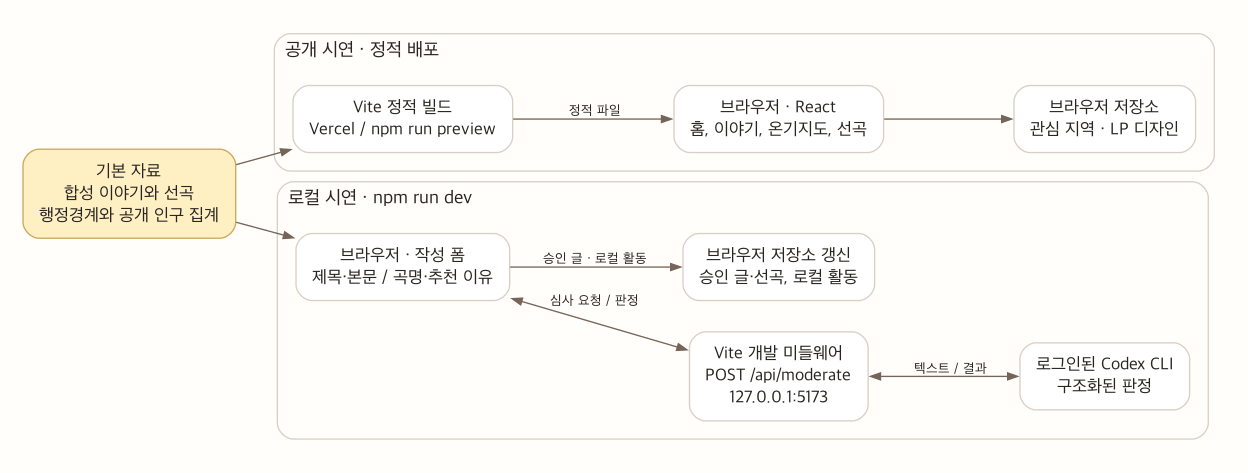 공개 시연 · 정적 배포
Vite 정적 빌드
Vercel / npm run preview
정적 파일
브라우저 · React
홈, 이야기, 온기지도, 선곡
브라우저 저장소
관심 지역 · LP 디자인
기본 자료
합성 이야기와 선곡
행정경계와 공개 인구 집계
로컬 시연 · npm run dev
브라우저 · 작성 폼
제목·본문 / 곡명·추천 이유
승인 글 · 로컬 활동
브라우저 저장소 갱신
승인 글·선곡, 로컬 활동
심사 요청 / 판정
Vite 개발 미들웨어
POST /api/moderate
127.0.0.1:5173
텍스트 / 결과
로그인된 Codex CLI
구조화된 판정